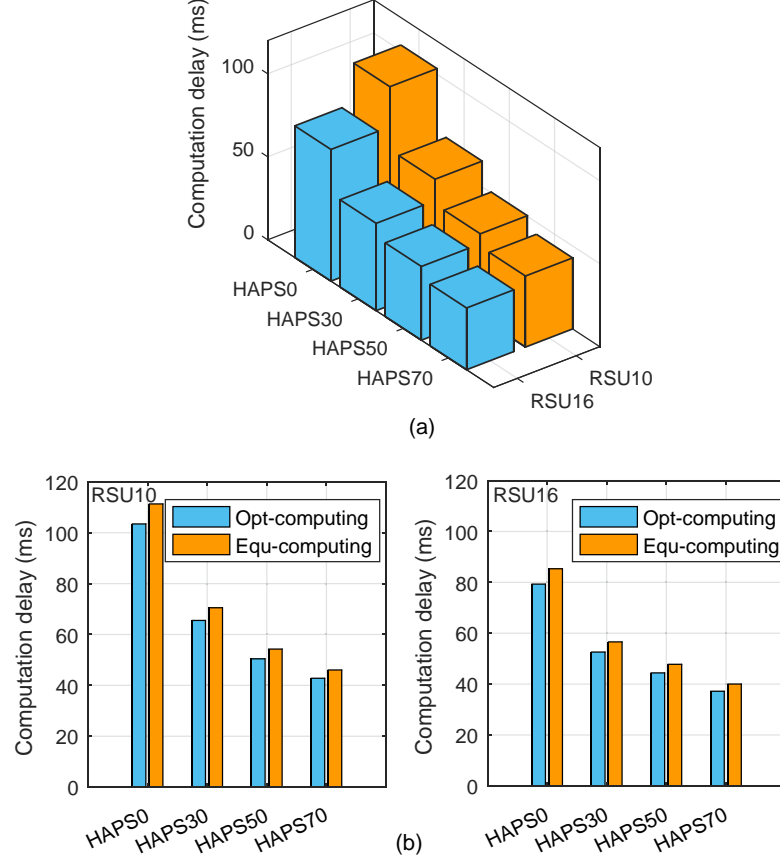 Computation delay (ms)
100
50
0
HAPS0
HAPS30
HAPS50
HAPS70
RSU16
RSU10
(a)
Computation delay (ms)
120
100
80
60
40
20
0
RSU10
Opt-computing
Equ-computing
HAPS0
HAPS30
HAPS50
HAPS70
Computation delay (ms)
120
100
80
60
40
20
0
RSU16
Opt-computing
Equ-computing
HAPS0
HAPS30
HAPS50
HAPS70
(b)